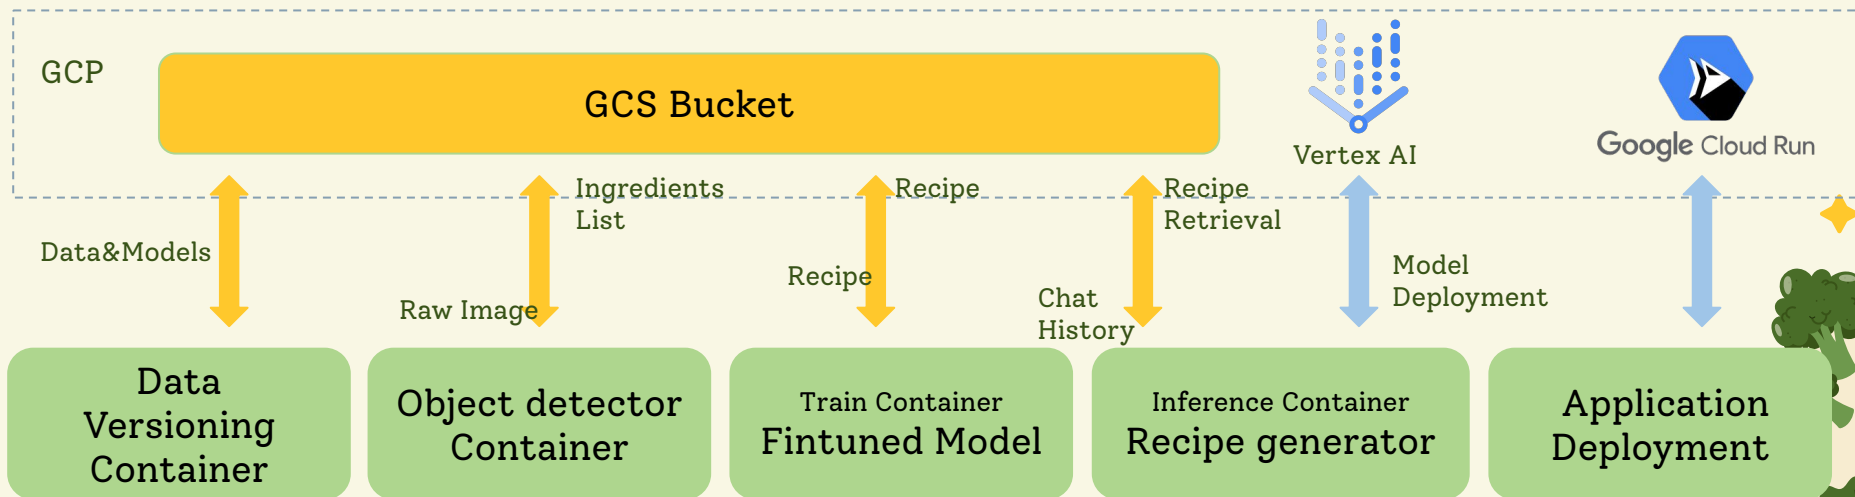 GCP
GCS Bucket
Vertex AI
Google Cloud Run
Ingredients
List
Recipe
Recipe
Retrieval
Data&Models
Raw Image
Recipe
Chat
History
Model
Deployment
Data
Versioning
Container
Object detector
Container
Train Container
Fintuned Model
Inference Container
Recipe generator
Application
Deployment